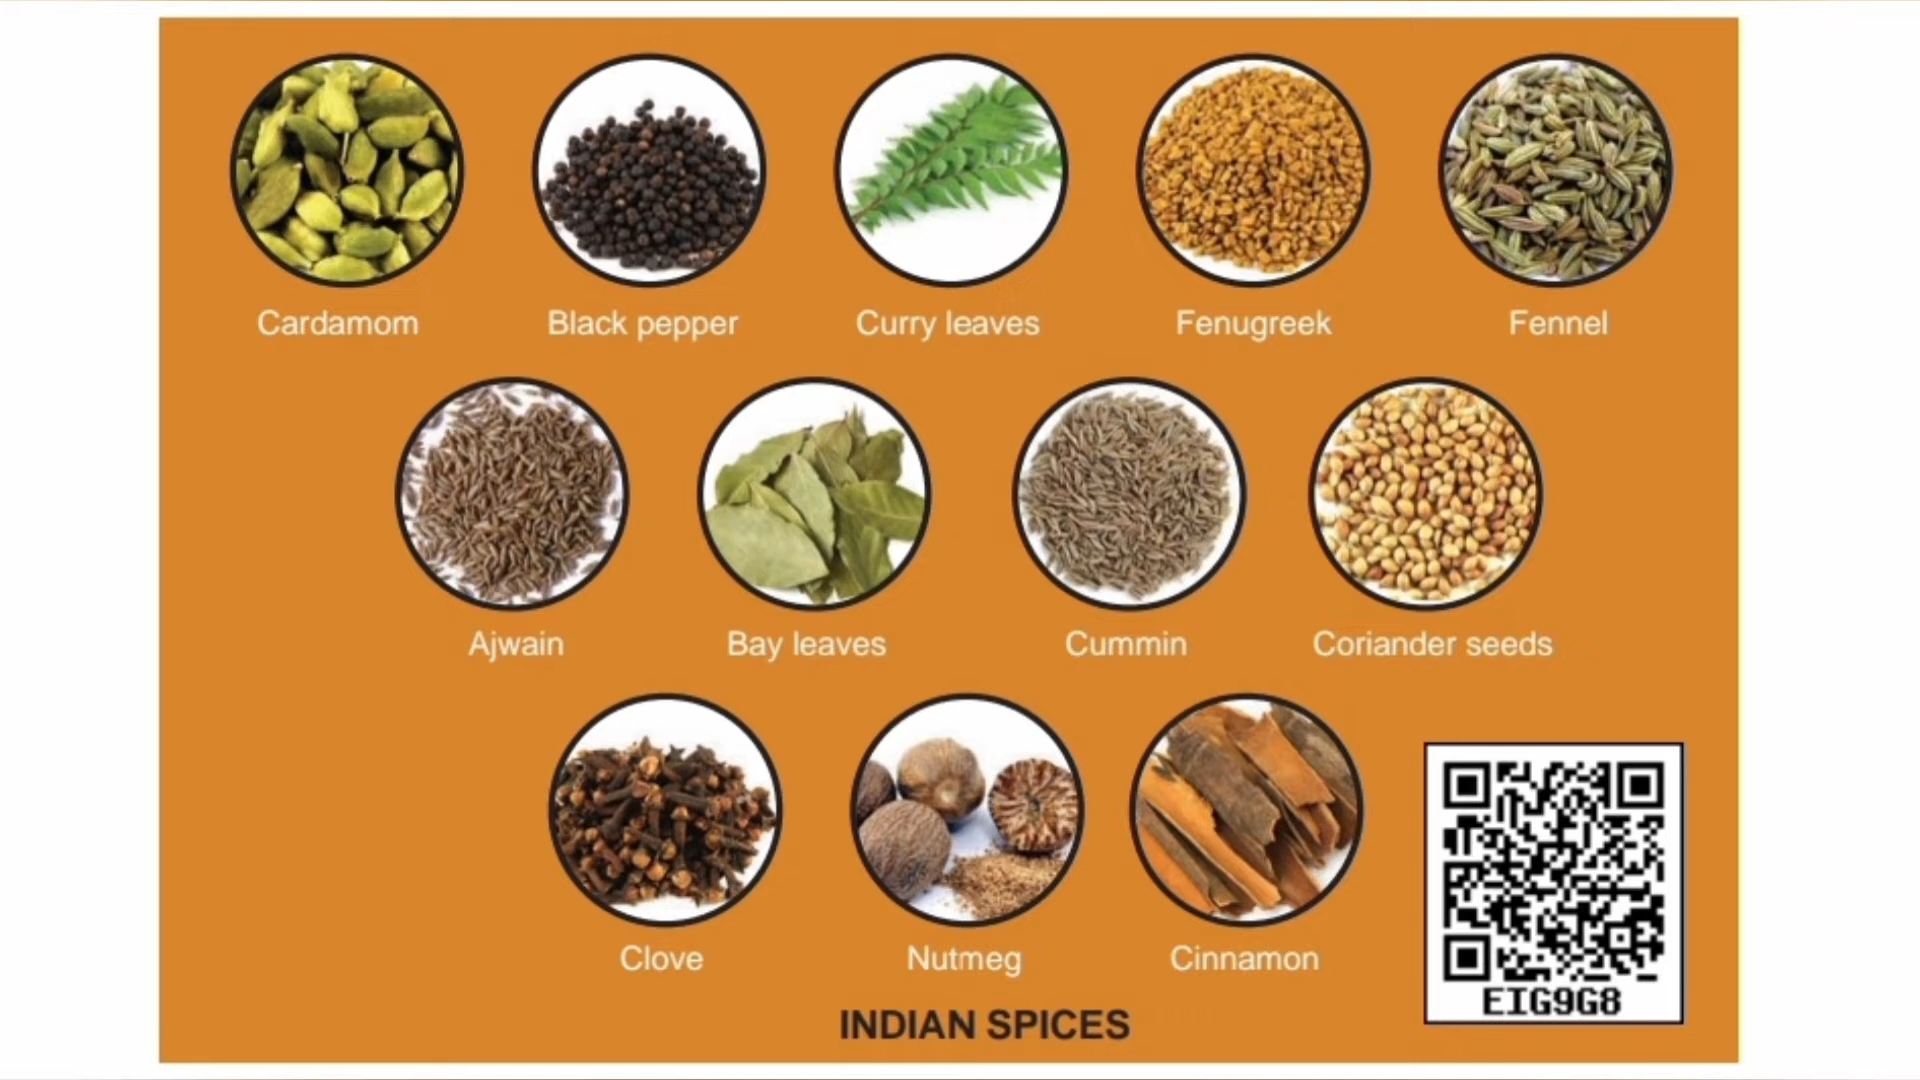 Cardamom
Black pepper
Curry leaves
Fenugreek
Fennel
Ajwain
Bay leaves
Cummin
Coriander seeds
Clove
Nutmeg
Cinnamon
EIG9G8
INDIAN SPICES